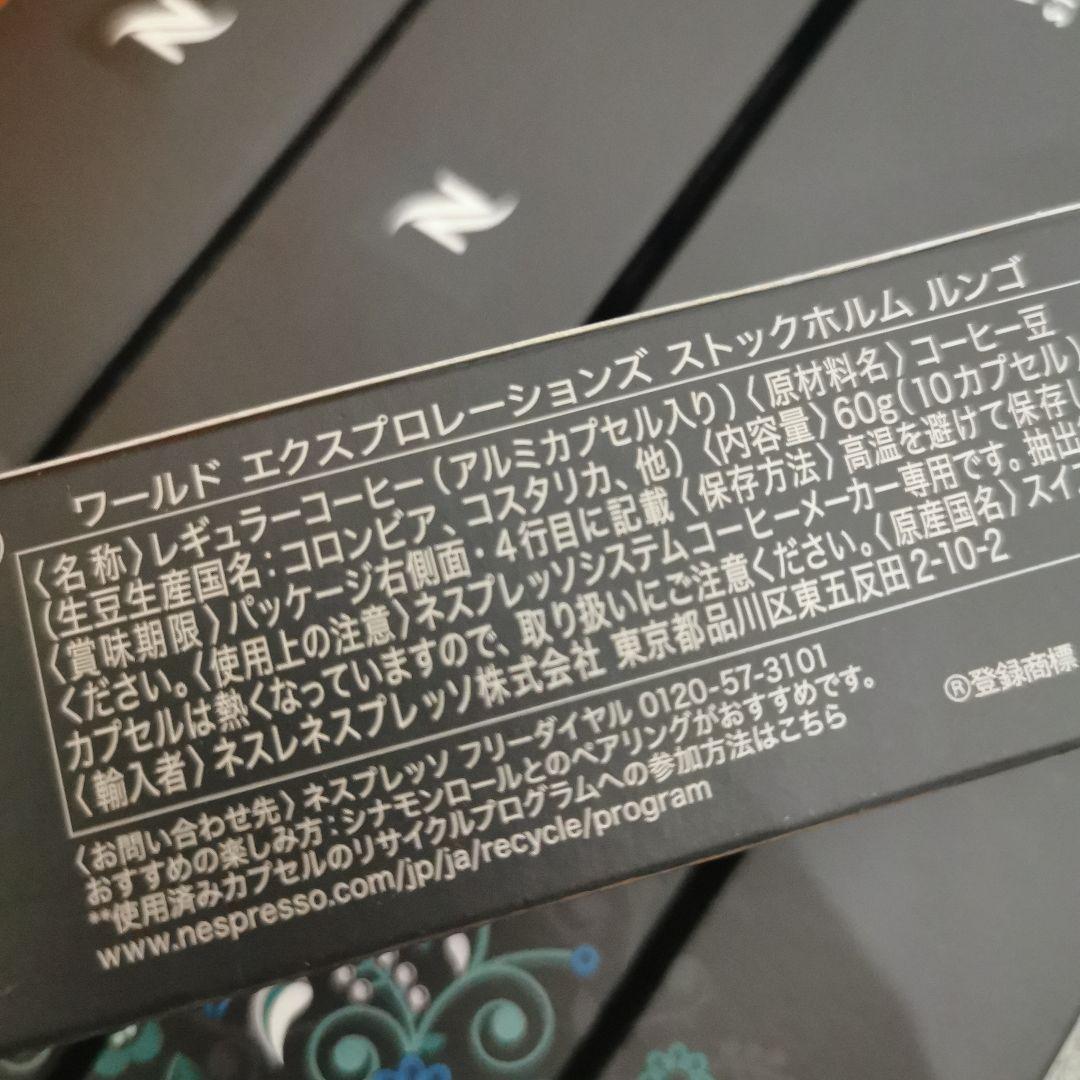 ワールド エクスプロレーションズ ストックホルム ルンゴ
〈名 称〉レギュラーコーヒー(アルミカプセル入り)〈原材料名〉コーヒー豆
(生豆生産国名:コロンビア、コスタリカ、他)〈内容量〉60g(10カプセル)
〈賞味期限〉パッケージ右側面・4行目に記載〈保存方法〉高温を避けて保存し
ください。〈使用上の注意〉ネスプレッソシステムコーヒーメーカー専用です。抽出
カプセルは熱くなっていますので、取り扱いにご注意ください。〈原産国名〉スイス
〈輸入者〉ネスレネスプレッソ株式会社 東京都品川区東五反田2-10-2
〈お問い合わせ先〉ネスプレッソ フリーダイヤル 0120-57-3101
おすすめの楽しみ方:シナモンロールとのペアリングがおすすめです。
®登録商標
**使用済みカプセルのリサイクルプログラムへの参加方法はこちら
www.nespresso.com/jp/ja/recycle/program